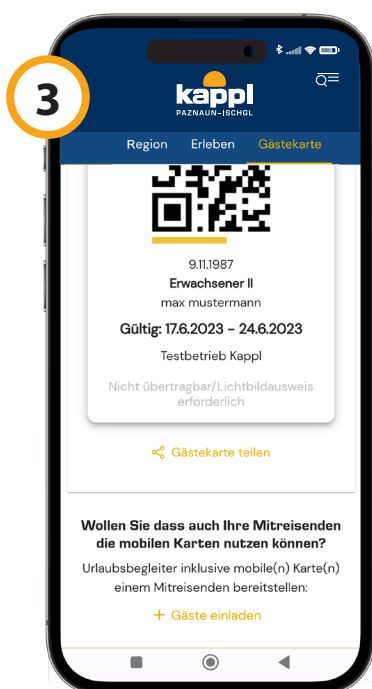 3
kappl
PAZNAUN-ISCHGL
Region Erleben Gästekarte
9.11.1987
Erwachsener II
max mustermann
Gültig: 17.6.2023 - 24.6.2023
Testbetrieb Kappl
Nicht übertragbar/Lichtbildausweis
erforderlich
Gästekarte teilen
Wollen Sie dass auch Ihre Mitreisenden
die mobilen Karten nutzen können?
Urlaubsbegleiter inklusive mobile(n) Karte(n)
einem Mitreisenden bereitstellen:
+ Gäste einladen